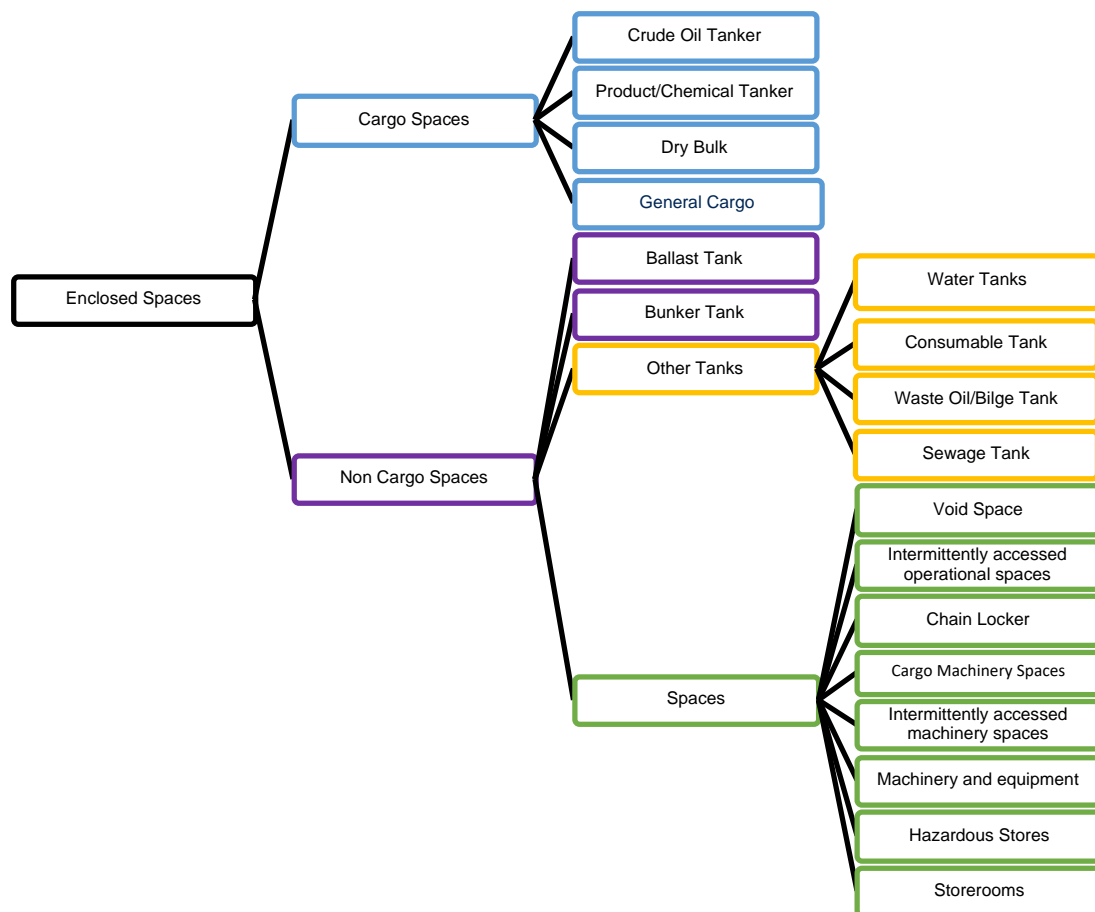 Enclosed Spaces
Cargo Spaces
Crude Oil Tanker
Product/Chemical Tanker
Dry Bulk
General Cargo
Non Cargo Spaces
Ballast Tank
Bunker Tank
Other Tanks
Water Tanks
Consumable Tank
Waste Oil/Bilge Tank
Sewage Tank
Spaces
Void Space
Intermittently accessed
operational spaces
Chain Locker
Cargo Machinery Spaces
Intermittently accessed
machinery spaces
Machinery and equipment
Hazardous Stores
Storerooms